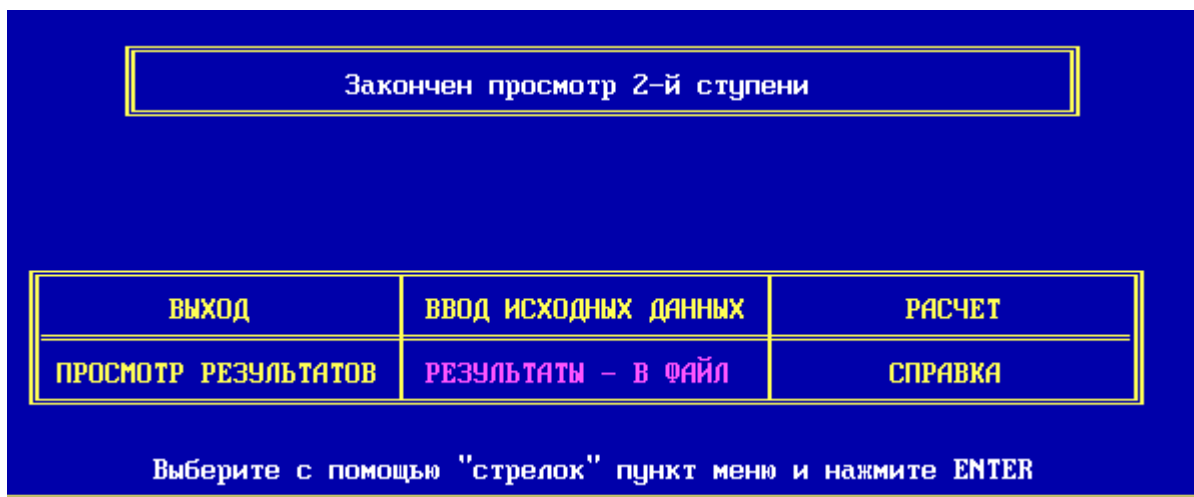 Закончен просмотр 2-й ступени
ВЫХОД ВВОД ИСХОДНЫХ ДАННЫХ РАСЧЕТ
ПРОСМОТР РЕЗУЛЬТАТОВ РЕЗУЛЬТАТЫ - В ФАЙЛ СПРАВКА
Выберите с помощью "стрелок" пункт меню и нажмите ENTER